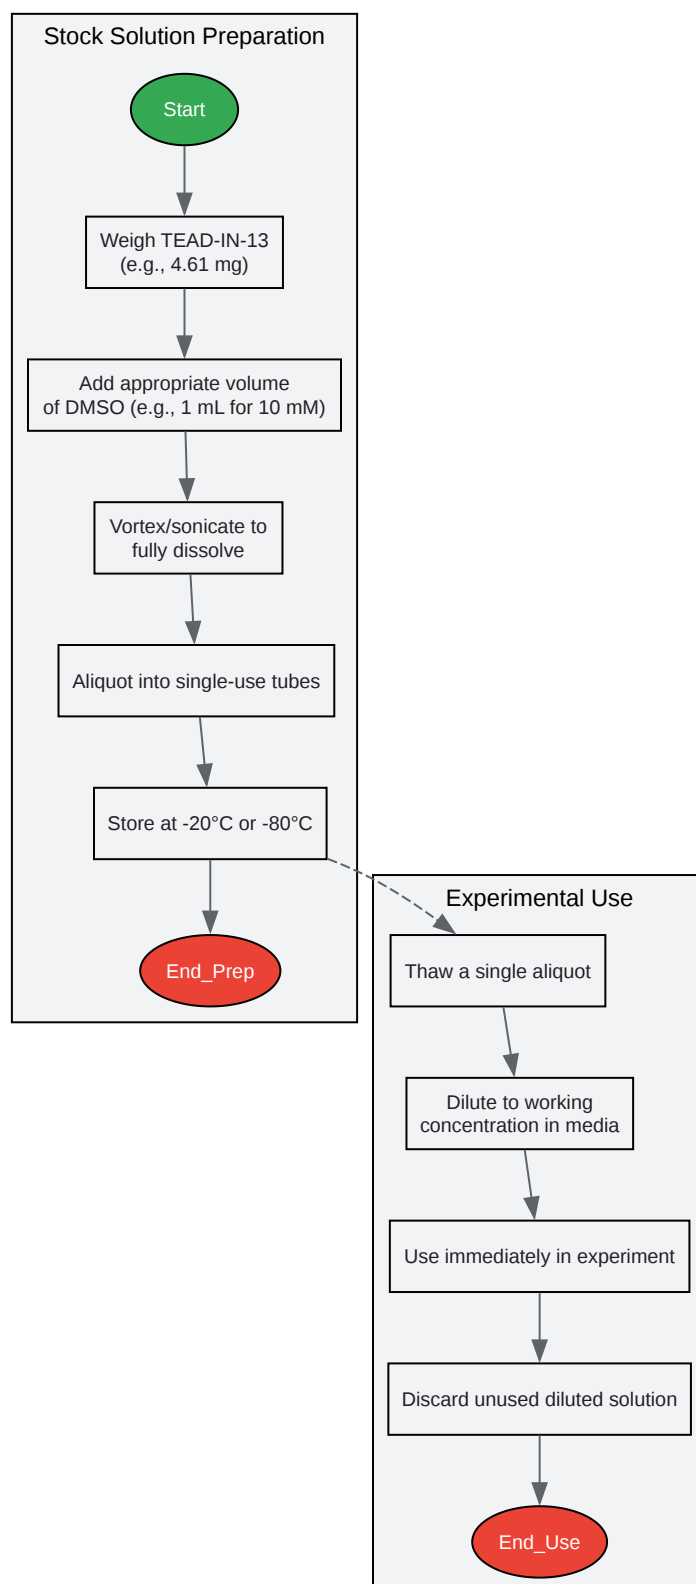 Stock Solution Preparation
Start
Weigh TEAD-IN-13
(e.g., 4.61 mg)
Add appropriate volume
of DMSO (e.g., 1 mL for 10 mM)
Vortex/sonicate to
fully dissolve
Aliquot into single-use tubes
Store at -20°C or -80°C
End_Prep
Experimental Use
Thaw a single aliquot
Dilute to working
concentration in media
Use immediately in experiment
Discard unused diluted solution
End_Use